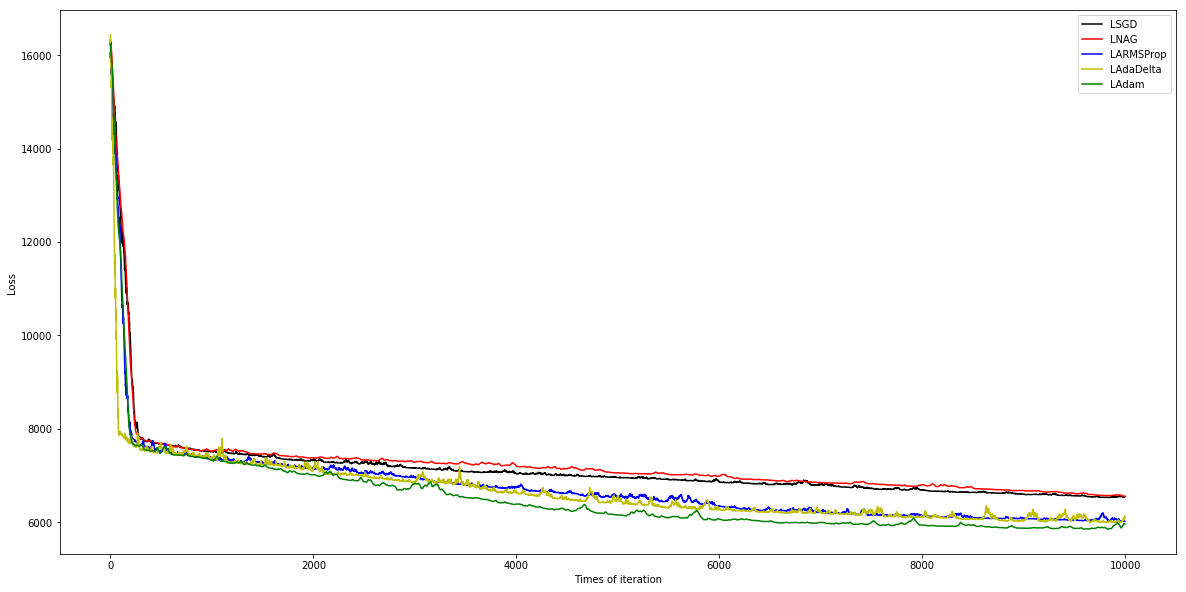 LSGD
LNAG
LARMSProp
LAdaDelta
LAdam
16000
14000
12000
10000
8000
6000
Loss
0 2000 4000 6000 8000 10000
Times of iteration